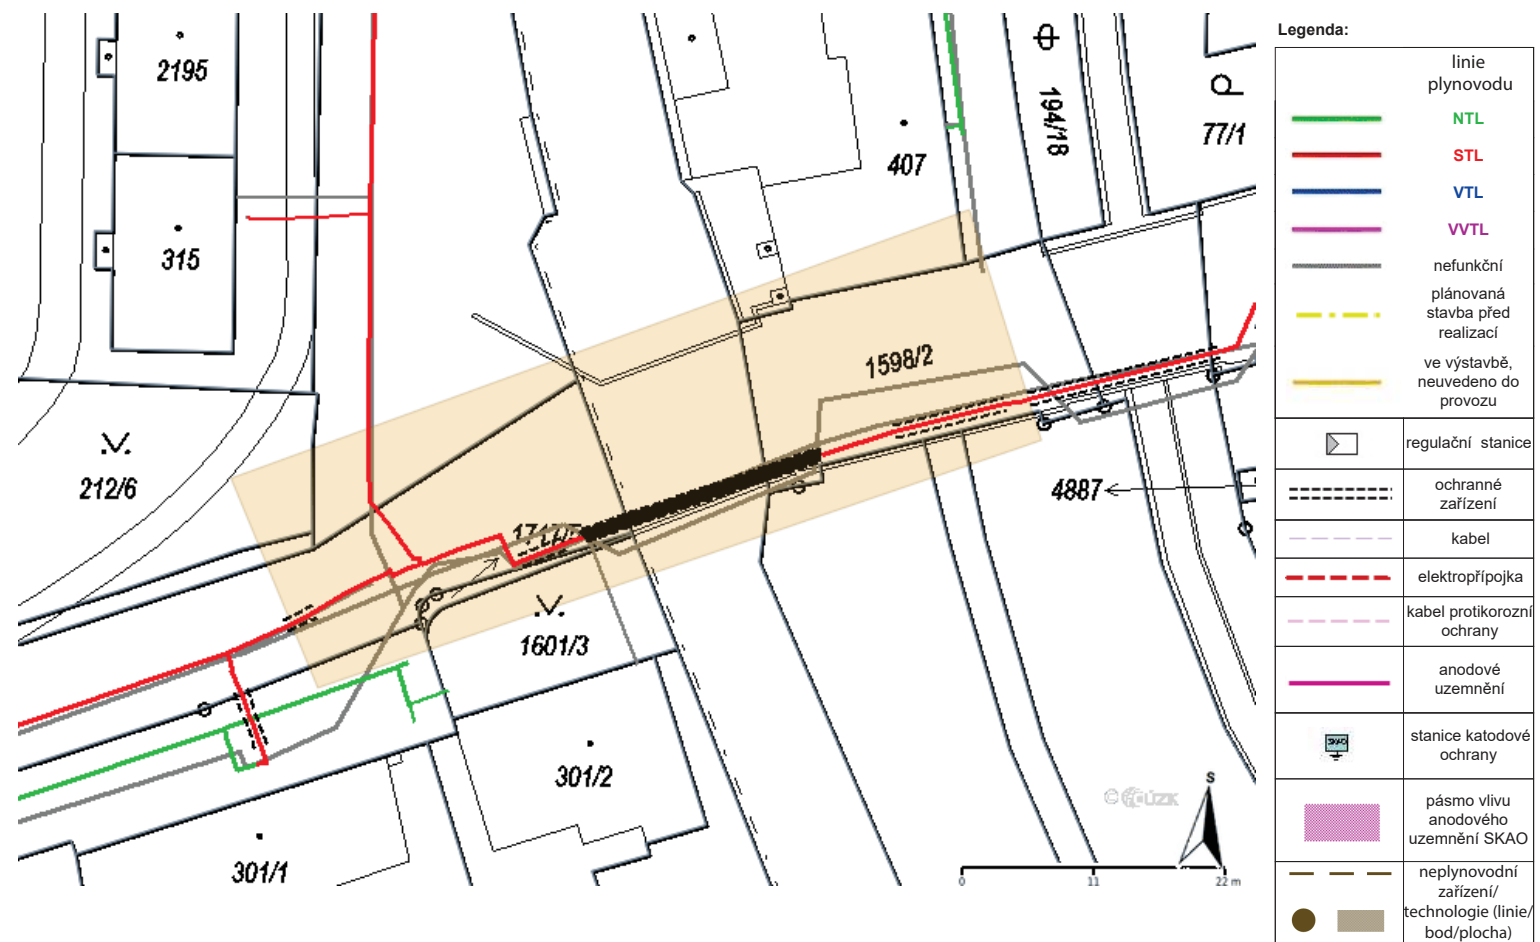 2195
315
212/6
407
194/18
77/1
1598/2
4887
1601/3
301/2
301/1
©
ČÚZK
S
0
11
22 m
Legenda:
linie
plynovodu
NTL
STL
VTL
VVTL
nefunkční
plánovaná
stavba před
realizací
ve výstavbě,
neuvedeno do
provozu
regulační stanice
ochranné
zařízení
kabel
elektropřípojka
kabel protikorozní
ochrany
anodové
uzemnění
SKAO
stanice katodové
ochrany
pásmo vlivu
anodového
uzemnění SKAO
neplynovodní
zařízení/
technologie (linie/
bod/plocha)